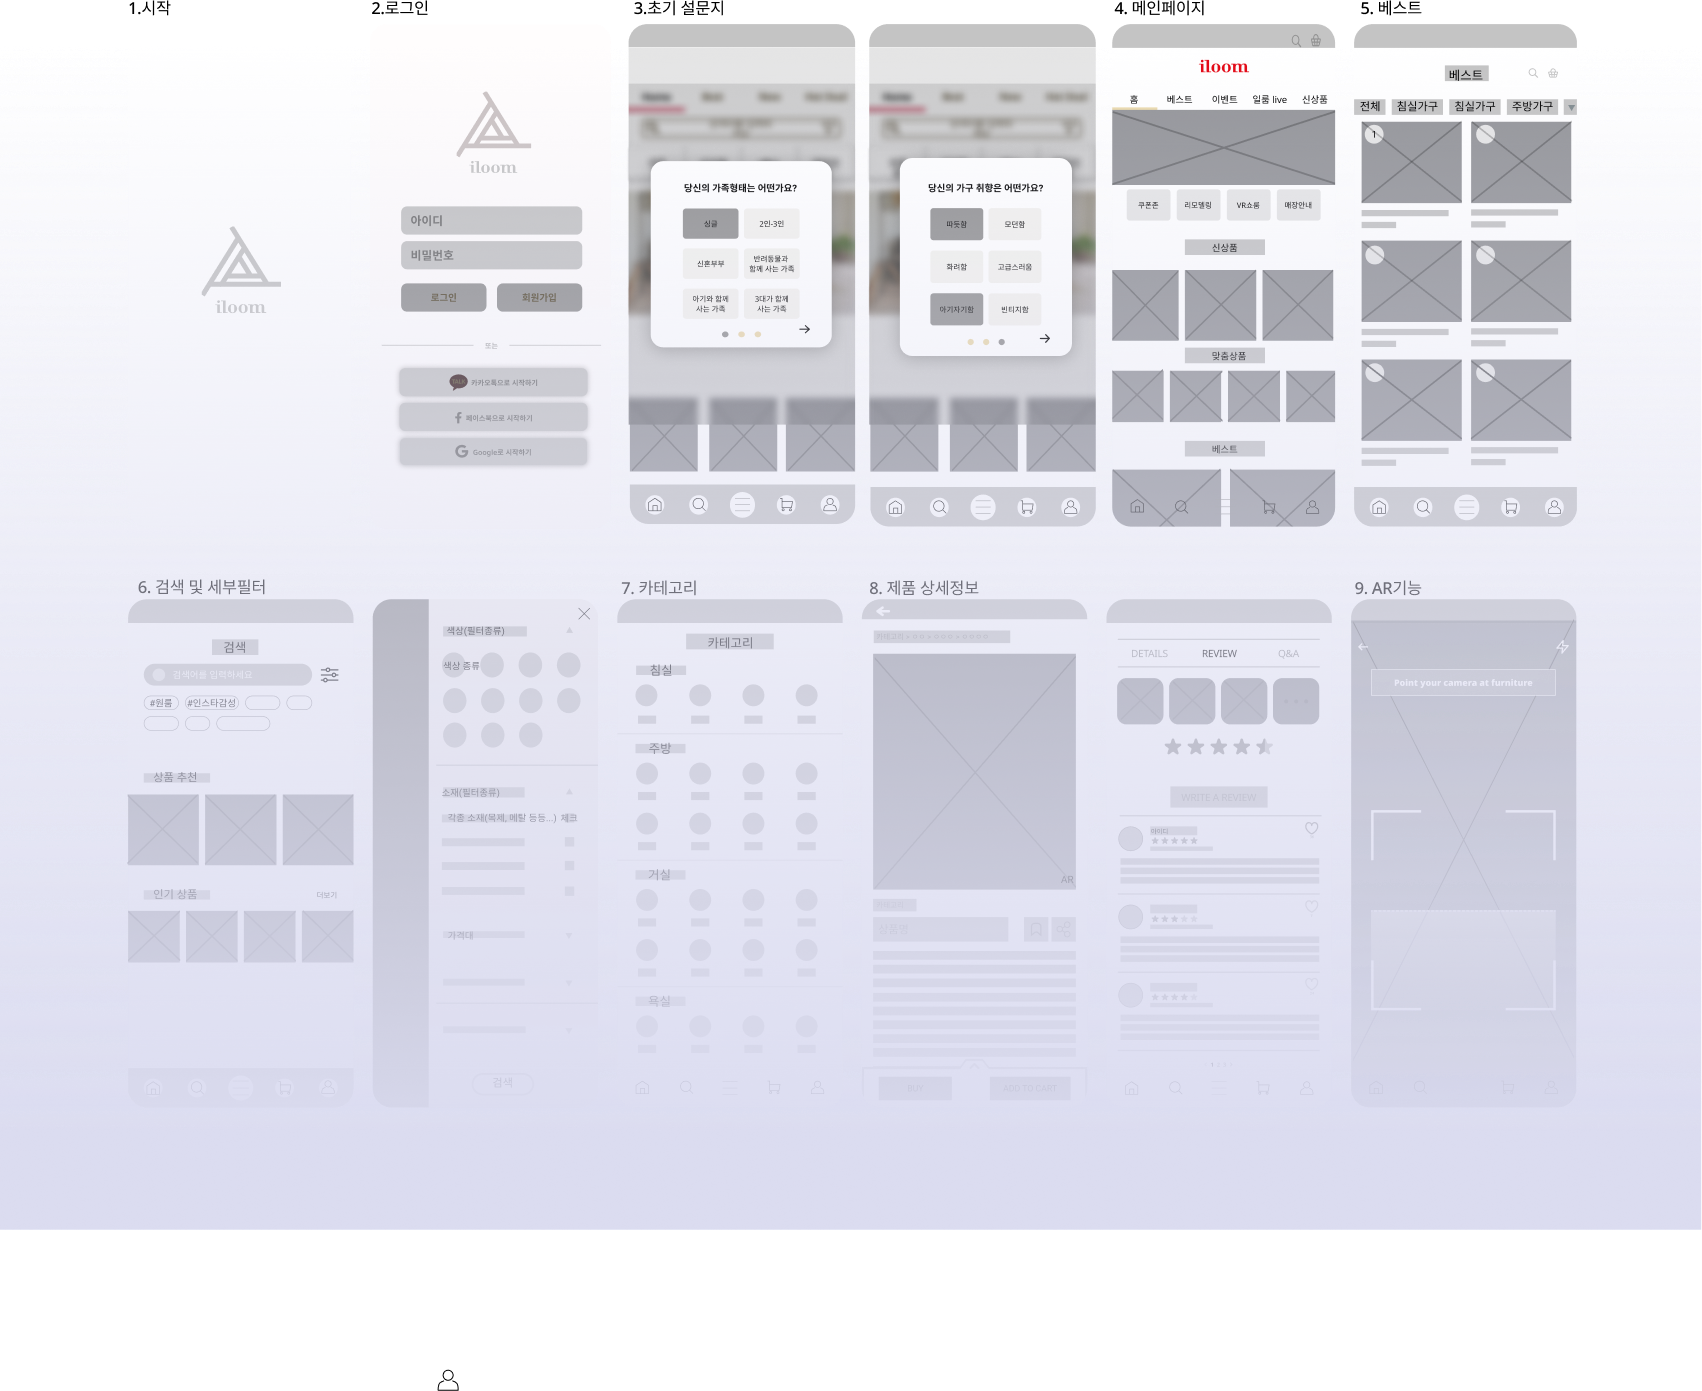 1.시작
2.로그인
3.초기 설문지
4. 메인페이지
5. 베스트
iloom
iloom
아이디
비밀번호
로그인
회원가입
또는
TALK
카카오톡으로 시작하기
페이스북으로 시작하기
Google로 시작하기
당신의 가족형태는 어떤가요?
싱글
2인-3인
신혼부부
반려동물과
함께 사는 가족
아기와 함께
사는 가족
3대가 함께
사는 가족
당신의 가구 취향은 어떤가요?
따듯함
모던함
화려함
고급스러움
아기자기함
빈티지함
iloom
홈
베스트
이벤트
일룸 live
신상품
쿠폰존
리모델링
VR쇼룸
매장안내
신상품
맞춤상품
베스트
베스트
전체
침실가구
침실가구
주방가구
1
6. 검색 및 세부필터
7. 카테고리
8. 제품 상세정보
9. AR기능
검색
검색어를 입력하세요
#원룸
#인스타감성
상품 추천
인기 상품
더보기
색상(필터종류)
색상 종류
소재(필터종류)
각종 소재(목제, 메탈 등등...) 체크
가격대
검색
카테고리
침실
주방
거실
욕실
AR
상품명
BUY
ADD TO CART
DETAILS
REVIEW
Q&A
WRITE A REVIEW
아이디
Point your camera at furniture